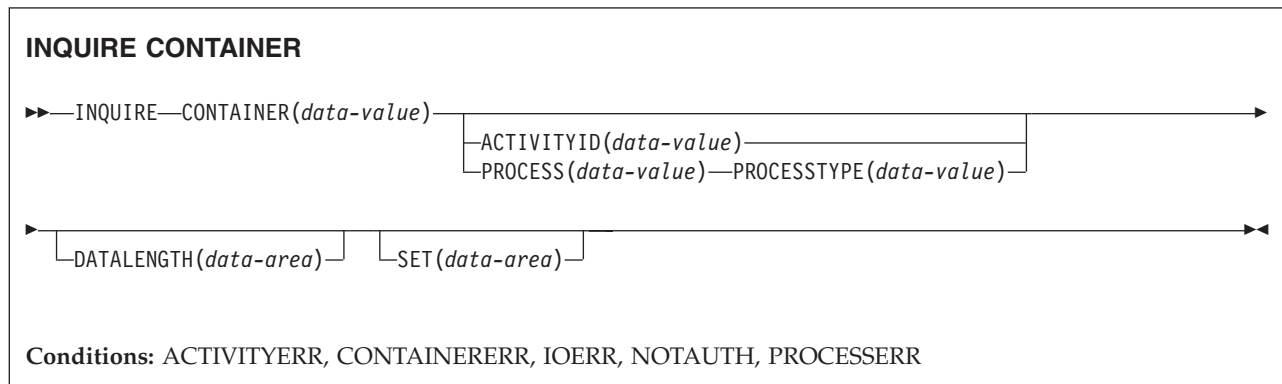 INQUIRE CONTAINER
INQUIRE CONTAINER(data-value)
ACTIVITYID(data-value)
PROCESS(data-value) PROCESSTYPE(data-value)
DATALENGTH(data-area) SET(data-area)
Conditions: ACTIVITYERR, CONTAINERERR, IOERR, NOTAUTH, PROCESSERR